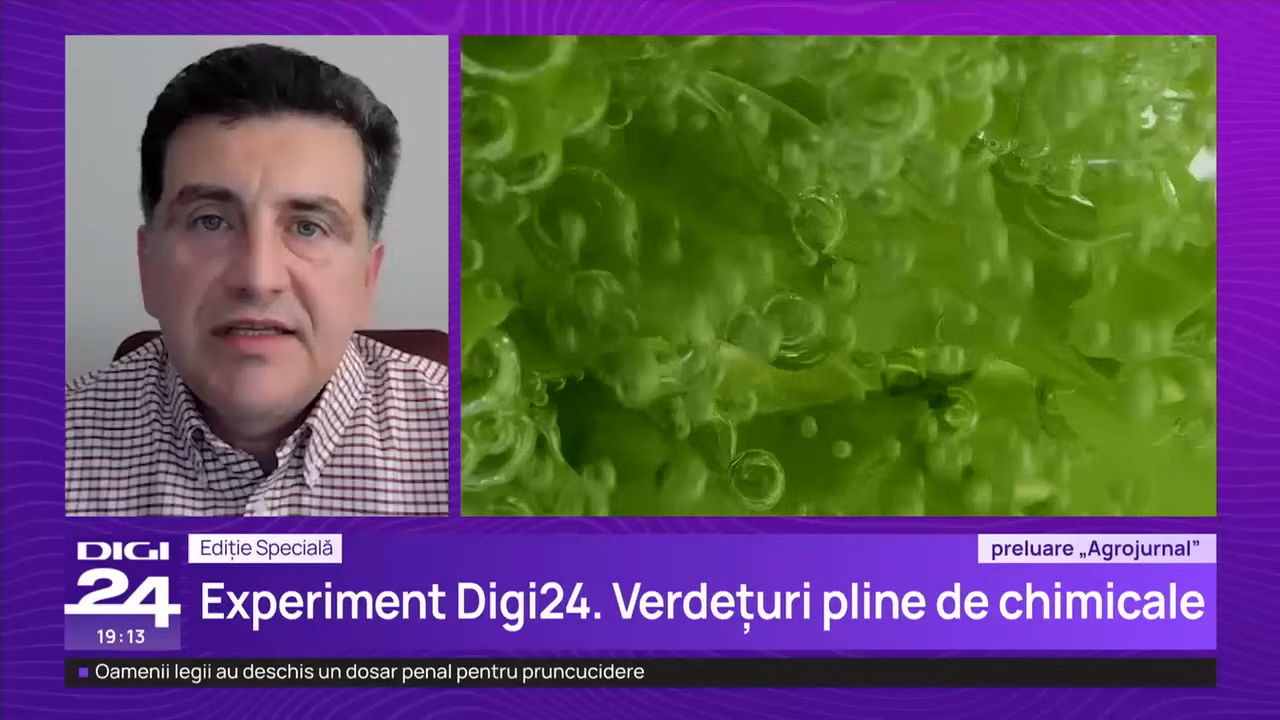 DIGI
24
19:13
Ediție Specială
preluare „Agrojurnal”
Experiment Digi24. Verdețuri pline de chimicale
Oamenii legii au deschis un dosar penal pentru pruncucidere